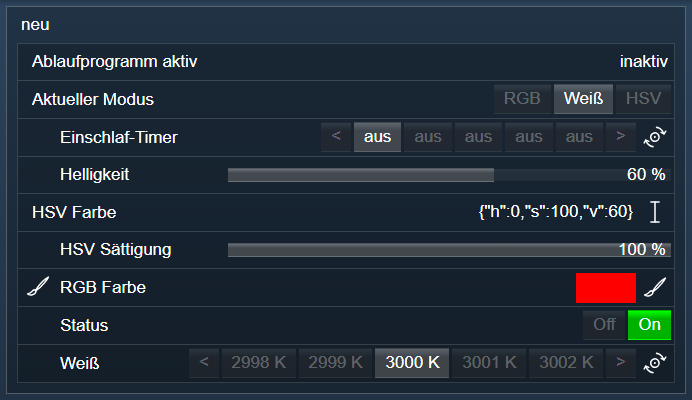 neu
Ablaufprogramm aktiv inaktiv
Aktueller Modus RGB Weiß HSV
Einschlaf-Timer < aus aus aus aus aus >
Helligkeit 60 %
HSV Farbe {"h":0,"s":100,"v":60}
HSV Sättigung 100 %
RGB Farbe
Status Off On
Weiß < 2998 K 2999 K 3000 K 3001 K 3002 K >